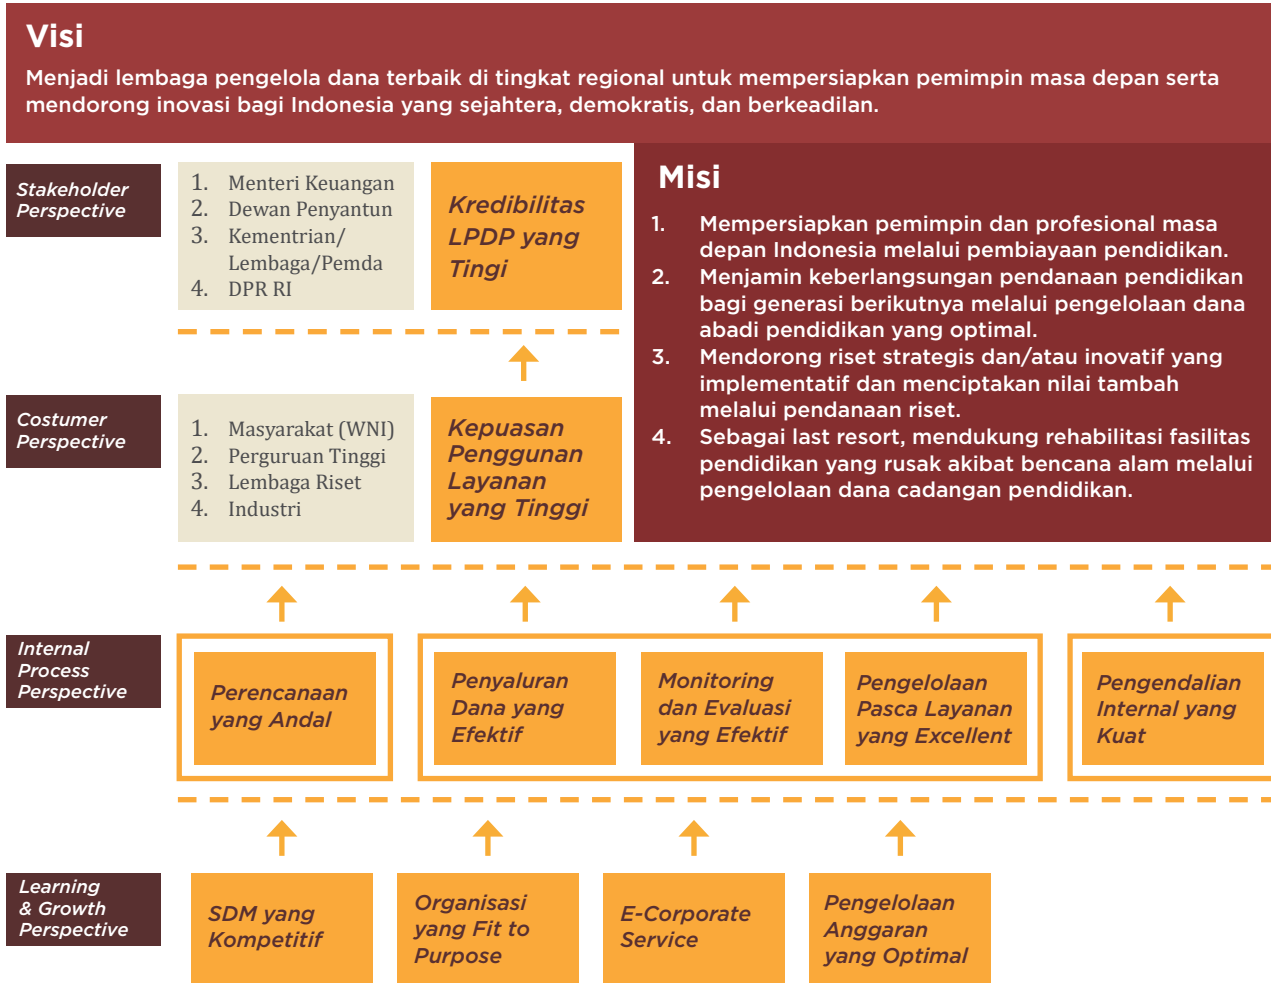 Visi
Menjadi lembaga pengelola dana terbaik di tingkat regional untuk mempersiapkan pemimpin masa depan serta
mendorong inovasi bagi Indonesia yang sejahtera, demokratis, dan berkeadilan.
Stakeholder
Perspective
1. Menteri Keuangan
2. Dewan Penyantun
3. Kementrian/
Lembaga/Pemda
4. DPR RI
Kredibilitas
LPDP yang
Tingi
Misi
1. Mempersiapkan pemimpin dan profesional masa
depan Indonesia melalui pembiayaan pendidikan.
2. Menjamin keberlangsungan pendanaan pendidikan
bagi generasi berikutnya melalui pengelolaan dana
abadi pendidikan yang optimal.
3. Mendorong riset strategis dan/atau inovatif yang
implementatif dan menciptakan nilai tambah
melalui pendanaan riset.
4. Sebagai last resort, mendukung rehabilitasi fasilitas
pendidikan yang rusak akibat bencana alam melalui
pengelolaan dana cadangan pendidikan.
Costumer
Perspective
1. Masyarakat (WNI)
2. Perguruan Tinggi
3. Lembaga Riset
4. Industri
Kepuasan
Penggunan
Layanan
yang Tinggi
Internal
Process
Perspective
Perencanaan
yang Andal
Penyaluran
Dana yang
Efektif
Monitoring
dan Evaluasi
yang Efektif
Pengelolaan
Pasca Layanan
yang Excellent
Pengendalian
Internal yang
Kuat
Learning
& Growth
Perspective
SDM yang
Kompetitif
Organisasi
yang Fit to
Purpose
E-Corporate
Service
Pengelolaan
Anggaran
yang Optimal